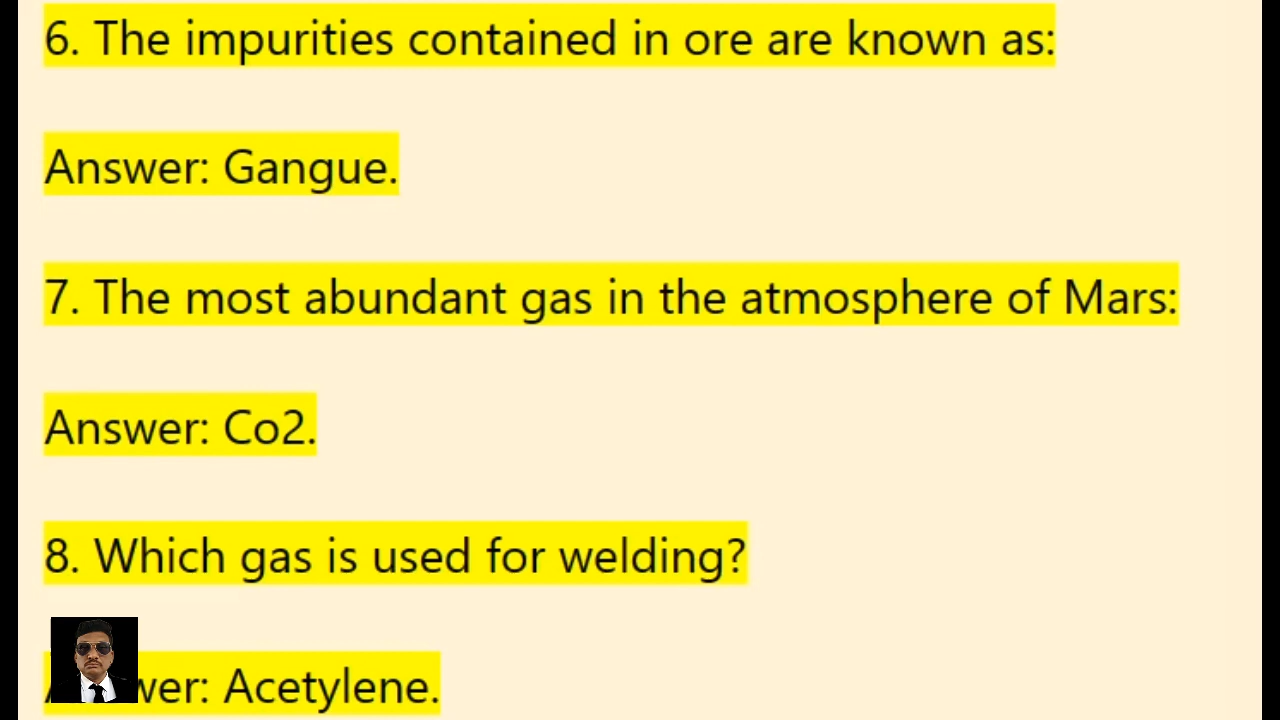 6. The impurities contained in ore are known as:
Answer: Gangue.
7. The most abundant gas in the atmosphere of Mars:
Answer: Co2.
8. Which gas is used for welding?
wer: Acetylene.